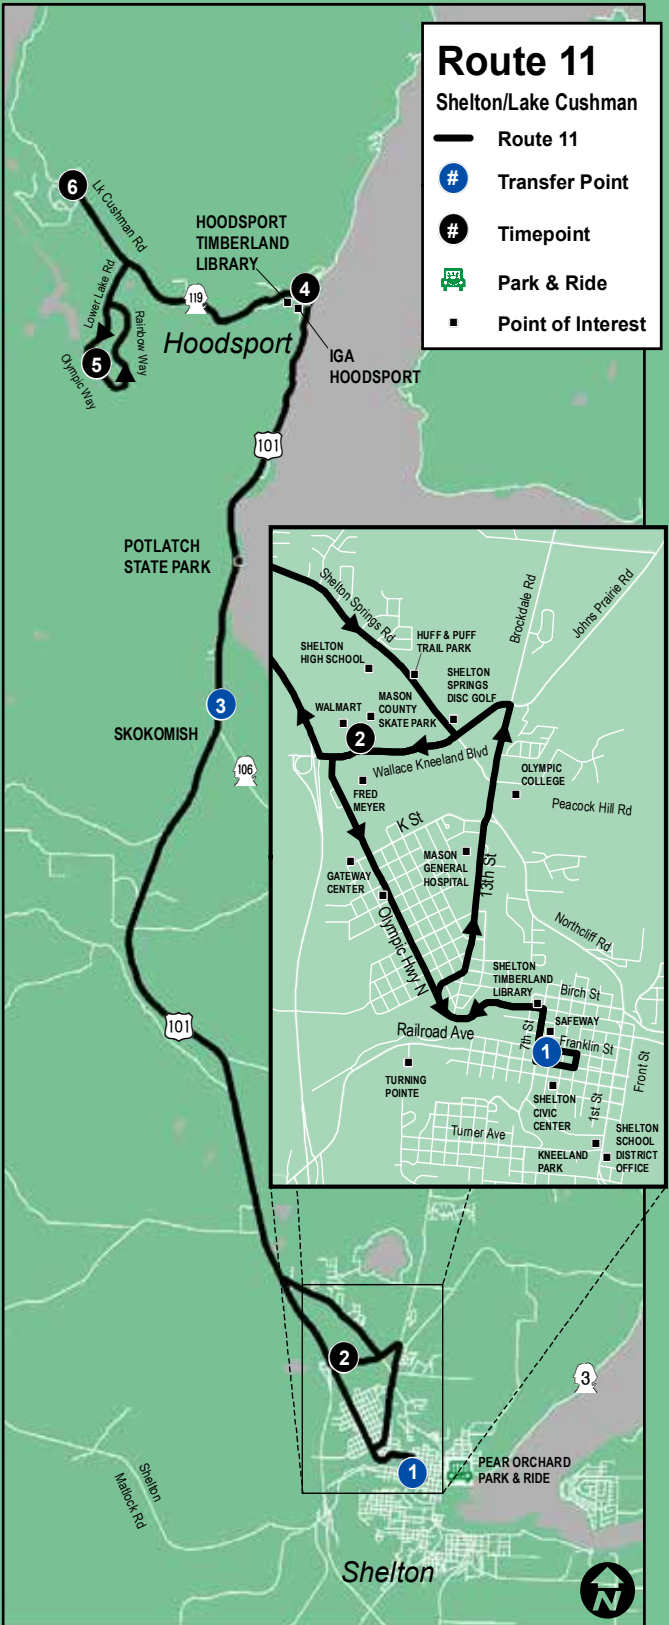 Route 11
Shelton/Lake Cushman
Route 11
# Transfer Point
# Timepoint
Park & Ride
Point of Interest
6
Lk Cushman Rd
HOODSPORT
TIMBERLAND
LIBRARY
4
119
Lower Lake Rd
Rainbow Way
Hoodsport
IGA
HOODSPORT
5
Olympic Way
101
POTLATCH
STATE PARK
3
SKOKOMISH
106
101
Shelton Springs Rd
Brockdale Rd
Johns Prairie Rd
HUFF & PUFF
TRAIL PARK
SHELTON
HIGH SCHOOL
SHELTON
SPRINGS
DISC GOLF
MASON
COUNTY
SKATE PARK
WALMART
2
Wallace Kneeland Blvd
OLYMPIC
COLLEGE
FRED
MEYER
Peacock Hill Rd
K St
MASON
GENERAL
HOSPITAL
13th St
GATEWAY
CENTER
Olympic Hwy N
Northcliff Rd
SHELTON
TIMBERLAND
LIBRARY
Birch St
SAFEWAY
7th St
Railroad Ave
Franklin St
1
Front St
TURNING
POINTE
SHELTON
CIVIC
CENTER
1st St
Turner Ave
SHELTON
SCHOOL
DISTRICT
OFFICE
KNEELAND
PARK
2
3
PEAR ORCHARD
PARK & RIDE
1
Shelton
Matlock Rd
Shelton
N